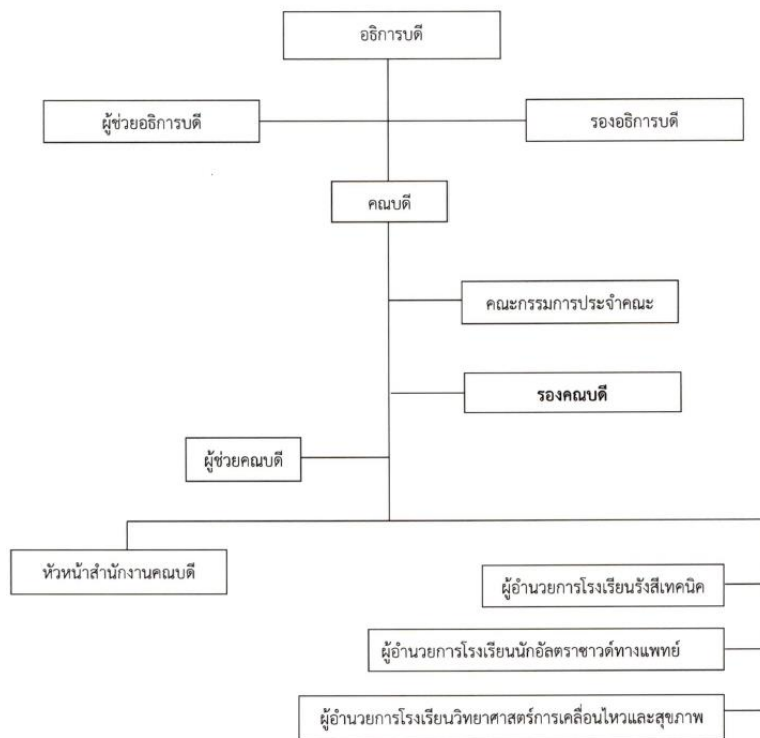 อธิการบดี
ผู้ช่วยอธิการบดี
รองอธิการบดี
คณบดี
คณะกรรมการประจำคณะ
รองคณบดี
ผู้ช่วยคณบดี
หัวหน้าสำนักงานคณบดี
ผู้อำนวยการโรงเรียนรังสีเทคนิค
ผู้อำนวยการโรงเรียนนักอัลตราซาวด์ทางแพทย์
ผู้อำนวยการโรงเรียนวิทยาศาสตร์การเคลื่อนไหวและสุขภาพ